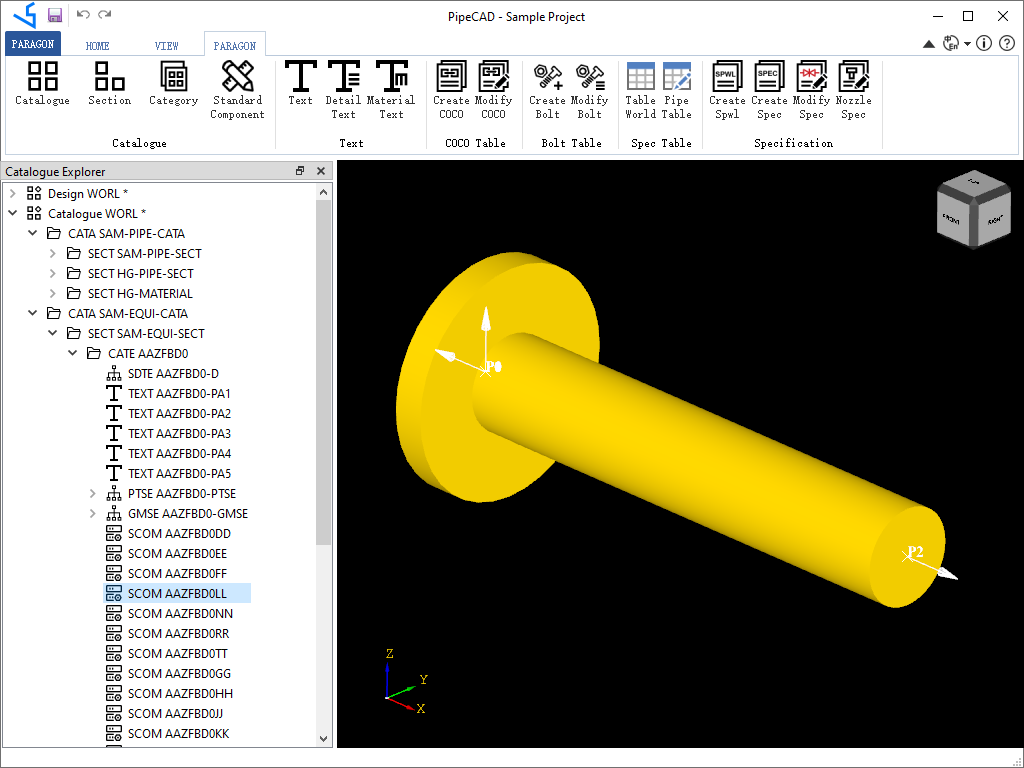 PipeCAD - Sample Project
PARAGON HOME VIEW PARAGON
Catalogue Section Category Standard Component Text Detail Text Material Text Create COCO Modify COCO Create Bolt Modify Bolt Table World Pipe Table SPWL Create Spwl SPEC Create Spec Modify Spec Nozzle Spec
Catalogue Text COCO Table Bolt Table Spec Table Specification
Catalogue Explorer
Design WORL *
Catalogue WORL *
CATA SAM-PIPE-CATA
SECT SAM-PIPE-SECT
SECT HG-PIPE-SECT
SECT HG-MATERIAL
CATA SAM-EQUI-CATA
SECT SAM-EQUI-SECT
CATE AAZFBD0
SDTE AAZFBD0-D
TEXT AAZFBD0-PA1
TEXT AAZFBD0-PA2
TEXT AAZFBD0-PA3
TEXT AAZFBD0-PA4
TEXT AAZFBD0-PA5
PTSE AAZFBD0-PTSE
GMSE AAZFBD0-GMSE
SCOM AAZFBD0DD
SCOM AAZFBD0EE
SCOM AAZFBD0FF
SCOM AAZFBD0LL
SCOM AAZFBD0NN
SCOM AAZFBD0RR
SCOM AAZFBD0TT
SCOM AAZFBD0GG
SCOM AAZFBD0HH
SCOM AAZFBD0JJ
SCOM AAZFBD0KK
TOP
FRONT
RIGHT
P0
P2
Z
Y
X